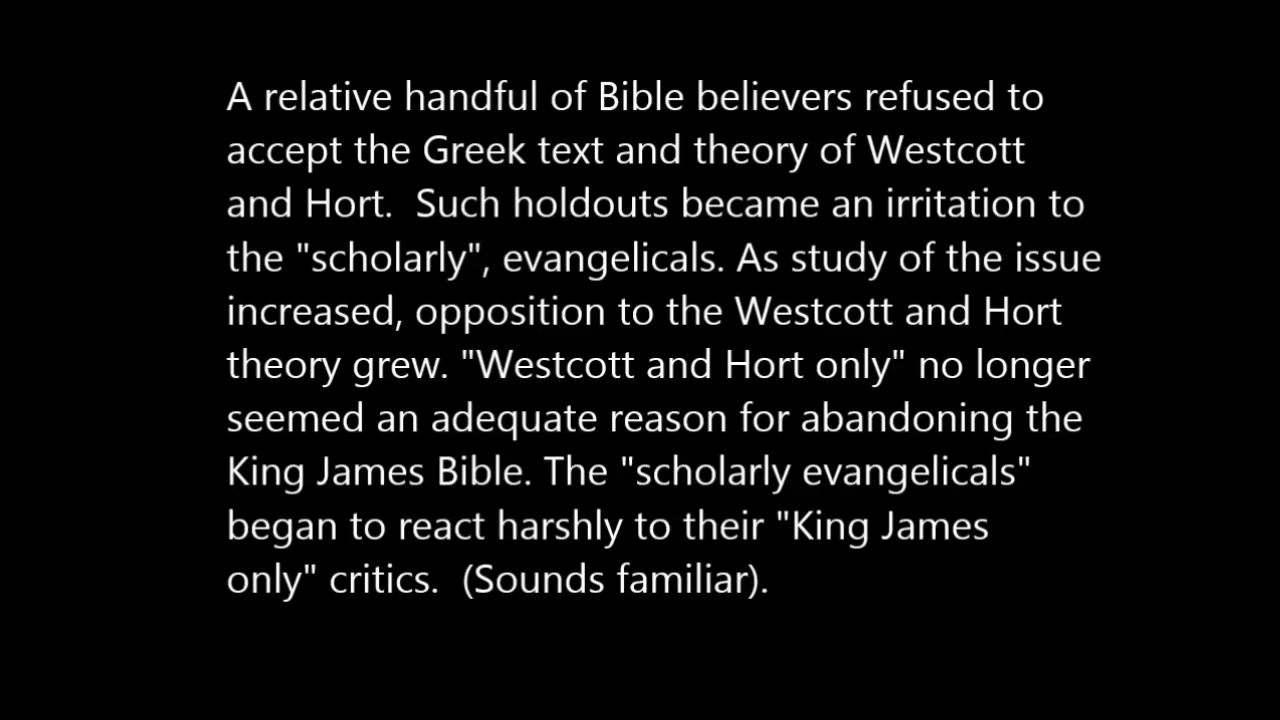 A relative handful of Bible believers refused to
accept the Greek text and theory of Westcott
and Hort.  Such holdouts became an irritation to
the "scholarly", evangelicals. As study of the issue
increased, opposition to the Westcott and Hort
theory grew. "Westcott and Hort only" no longer
seemed an adequate reason for abandoning the
King James Bible. The "scholarly evangelicals"
began to react harshly to their "King James
only" critics.  (Sounds familiar).